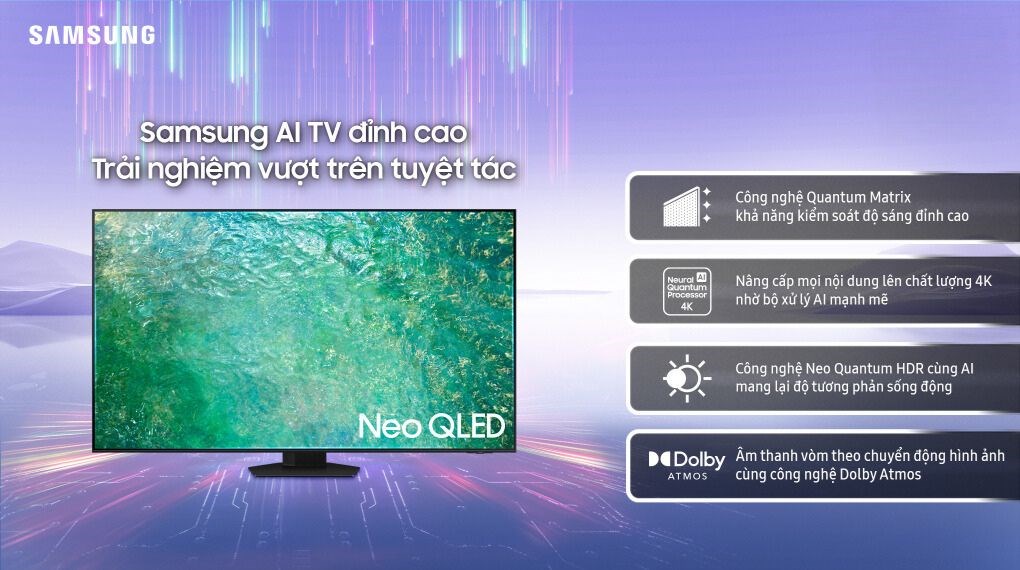 SAMSUNG
Samsung AI TV đỉnh cao
Trải nghiệm vượt trên tuyệt tác
Neo QLED
Công nghệ Quantum Matrix
khả năng kiểm soát độ sáng đỉnh cao
Neural AI
Quantum
Processor
4K
Nâng cấp mọi nội dung lên chất lượng 4K
nhờ bộ xử lý AI mạnh mẽ
Công nghệ Neo Quantum HDR cùng AI
mang lại độ tương phản sống động
Dolby
ATMOS
Âm thanh vòm theo chuyển động hình ảnh
cùng công nghệ Dolby Atmos